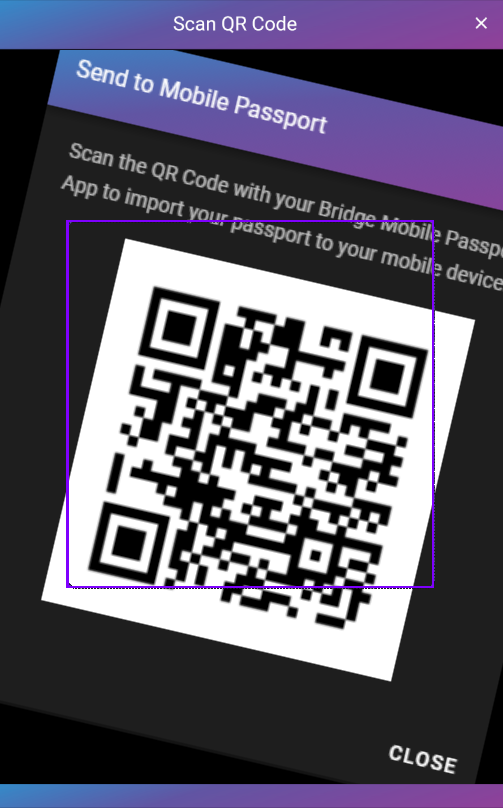 Scan QR Code
Send to Mobile Passport
Scan the QR Code with your Bridge Mobile
App to import your passport to your mobile device
CLOSE